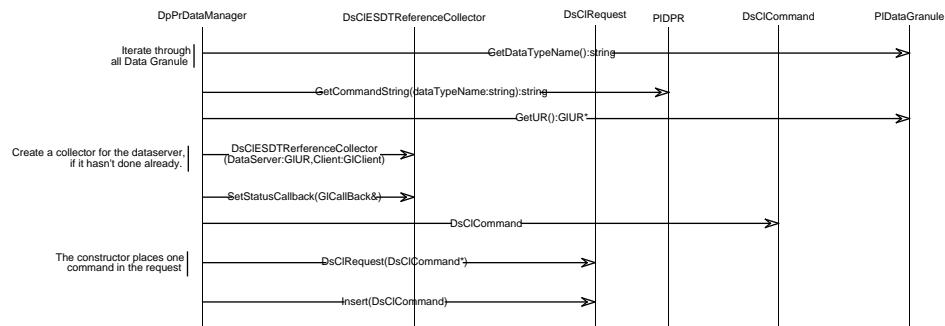 DpPrDataManager
DsClESDTReferenceCollector
DsClRequest
PlDPR
DsClCommand
PlDataGranule
Iterate through
all Data Granule
GetDataTypeName():string
GetCommandString(dataTypeName:string):string
GetUR():GlUR*
Create a collector for the dataserver,
if it hasn't done already.
DsClESDTRerferenceCollector
(DataServer:GlUR,Client:GlClient)
SetStatusCallback(GlCallBack&)
DsClCommand
The constructor places one
command in the request
DsClRequest(DsClCommand*)
Insert(DsClCommand)